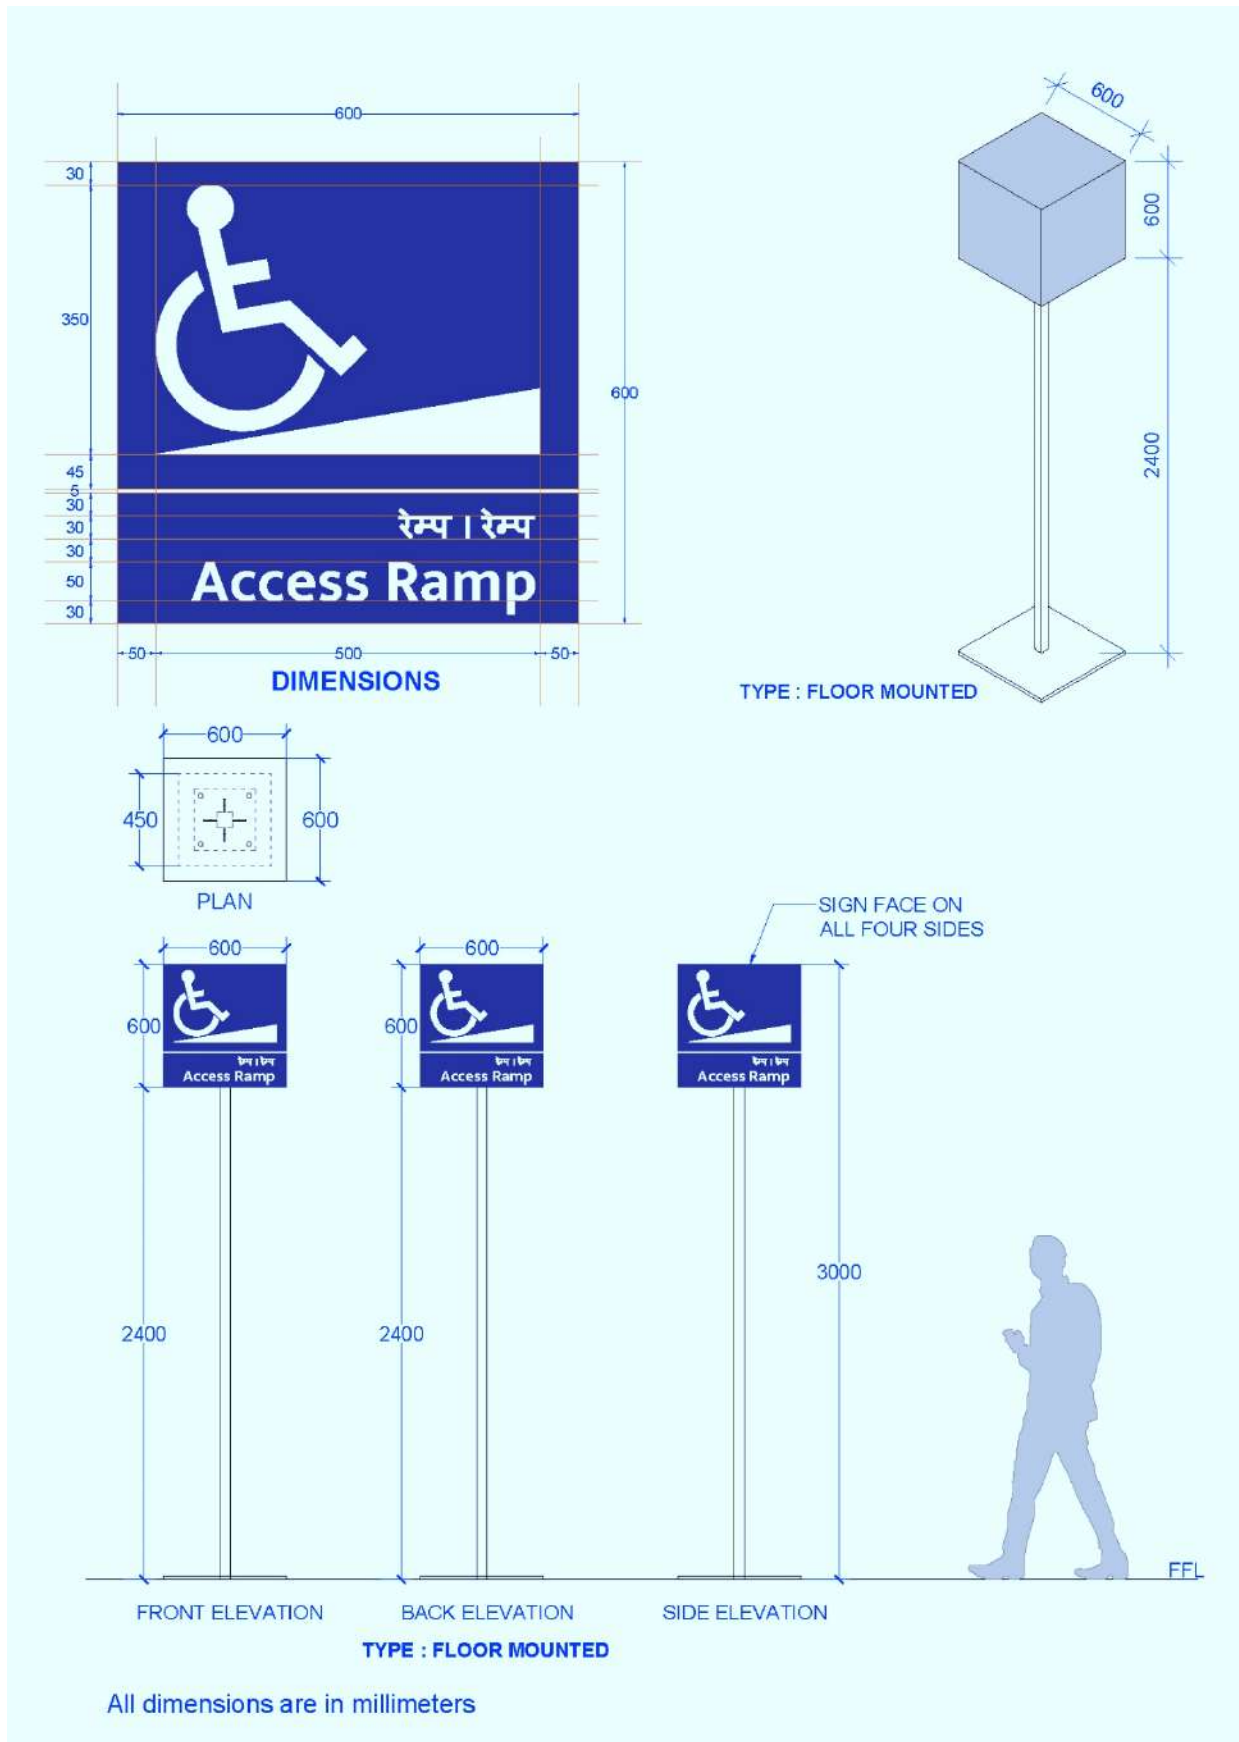 600
600
30
350
45
5
30
30
30
50
30
600
600
2400
रेम्प । रेम्प
Access Ramp
50
500
50
DIMENSIONS
TYPE : FLOOR MOUNTED
600
450
600
PLAN
SIGN FACE ON
ALL FOUR SIDES
600
600
600
600
रेम्प । रेम्प
Access Ramp
रेम्प । रेम्प
Access Ramp
रेम्प । रेम्प
Access Ramp
3000
2400
2400
FFL
FRONT ELEVATION
BACK ELEVATION
SIDE ELEVATION
TYPE : FLOOR MOUNTED
All dimensions are in millimeters